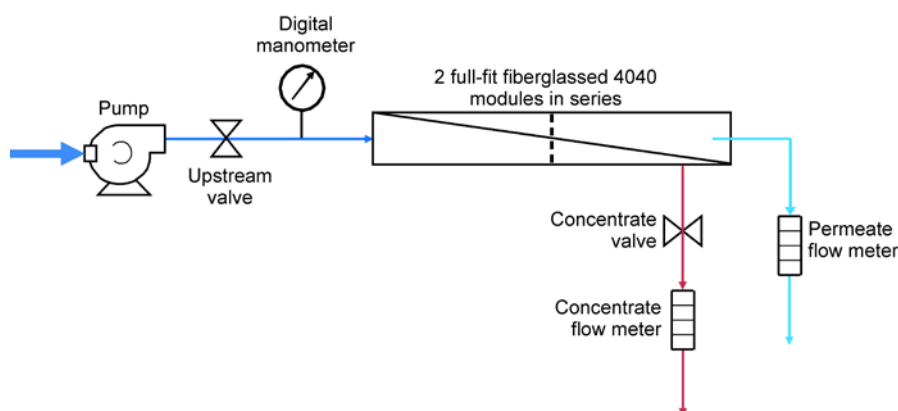 Digital
manometer
2 full-fit fiberglassed 4040
modules in series
Pump
Upstream
valve
Concentrate
valve
Permeate
flow meter
Concentrate
flow meter